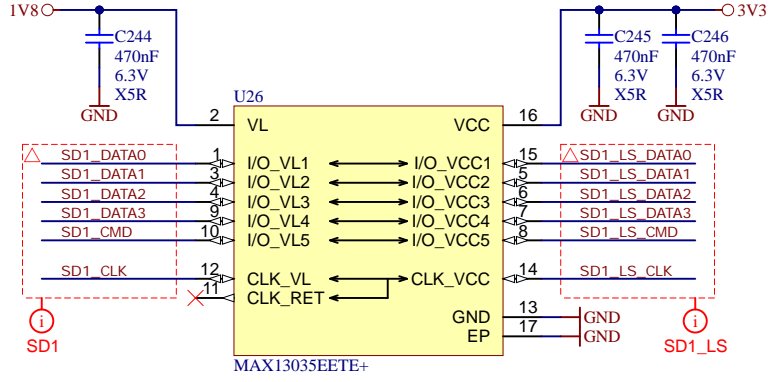 1V8
3V3
C244
470nF
6.3V
X5R
GND
C245
470nF
6.3V
X5R
C246
470nF
6.3V
X5R
GND
GND
U26
2 VL VCC 16
SD1_DATA0 1 I/O_VL1 I/O_VCC1 15 SD1_LS_DATA0
SD1_DATA1 3 I/O_VL2 I/O_VCC2 5 SD1_LS_DATA1
SD1_DATA2 4 I/O_VL3 I/O_VCC3 6 SD1_LS_DATA2
SD1_DATA3 9 I/O_VL4 I/O_VCC4 7 SD1_LS_DATA3
SD1_CMD 10 I/O_VL5 I/O_VCC5 8 SD1_LS_CMD
SD1_CLK 12 CLK_VL CLK_VCC 14 SD1_LS_CLK
11 CLK_RET
GND 13 GND
EP 17 GND
i
SD1
i
SD1_LS
MAX13035EETE+